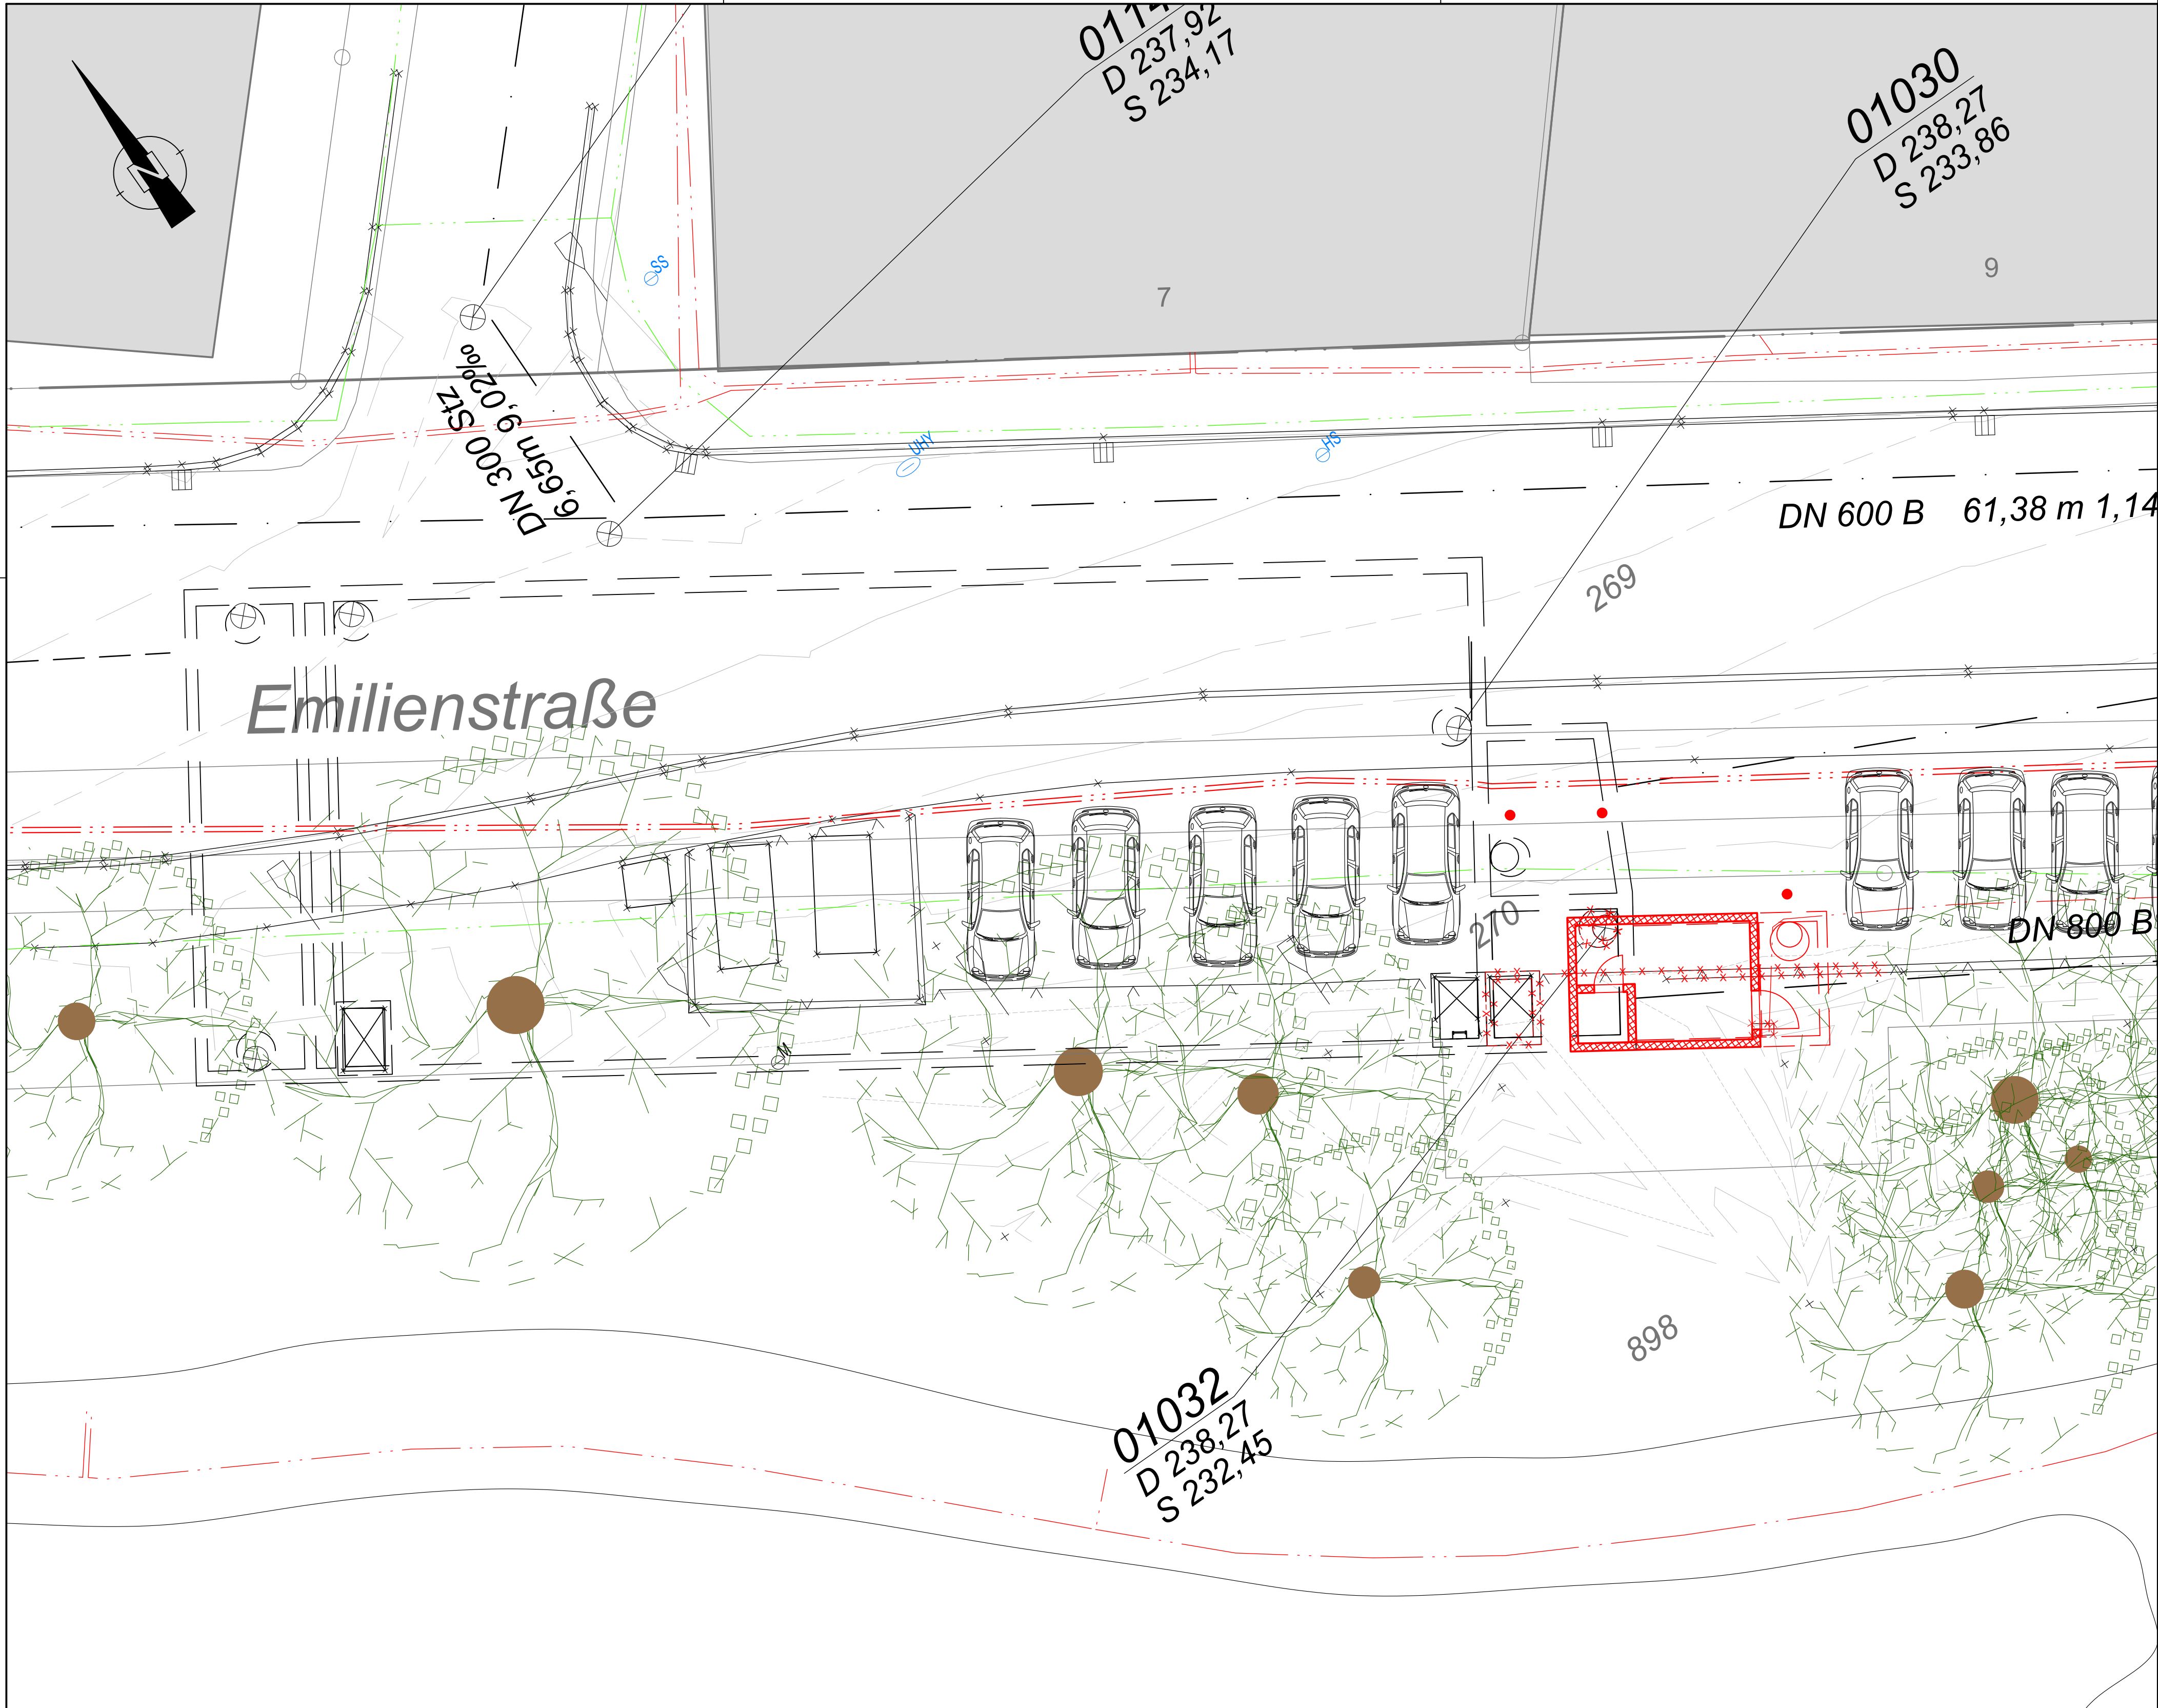 D 237,92
S 234,17
01030
D 238,27
S 233,86
N
SS
7
9
DN 300 Stz
6,65m 9,02‰
UHY
HS
DN 600 B 61,38 m 1,14
269
Emilienstraße
270
DN 800 B
M
898
01032
D 238,27
S 232,45